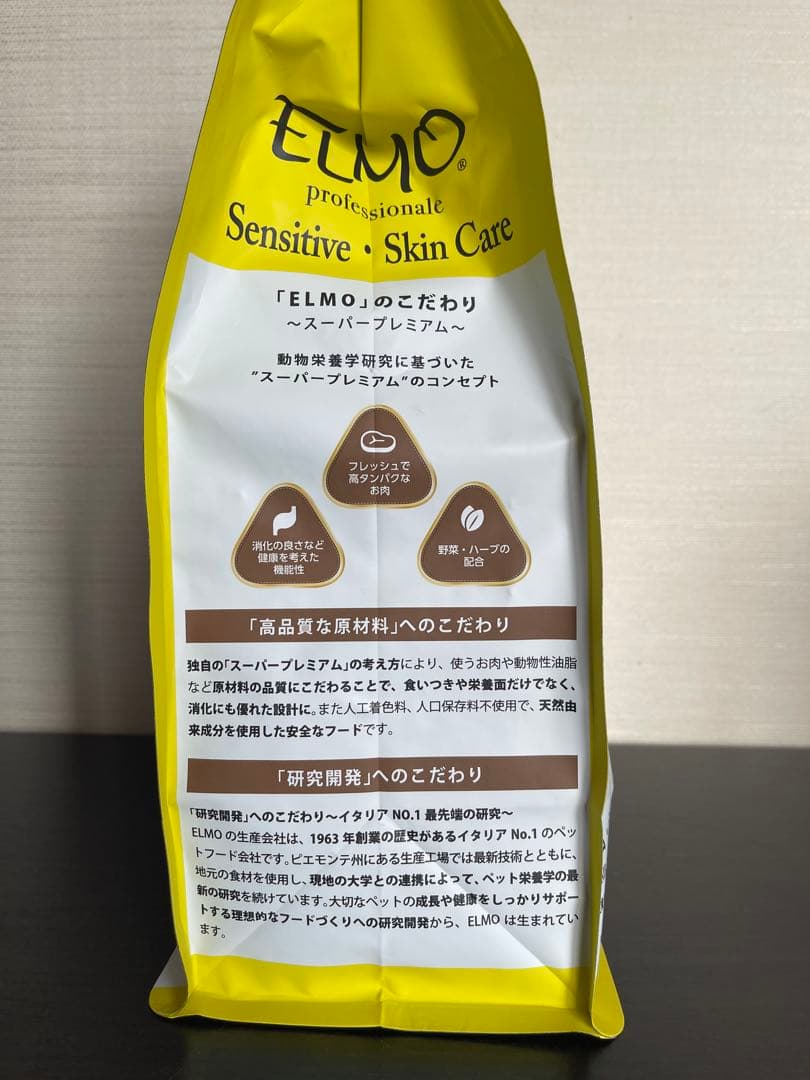 ELMO®
professionale
Sensitive・Skin Care
「ELMO」のこだわり
～スーパープレミアム～
動物栄養学研究に基づいた
"スーパープレミアム"のコンセプト
フレッシュで
高タンパクな
お肉
消化の良さなど
健康を考えた
機能性
野菜・ハーブの
配合
「高品質な原材料」へのこだわり
独自の「スーパープレミアム」の考え方により、使うお肉や動物性油脂
など原材料の品質にこだわることで、食いつきや栄養面だけでなく、
消化にも優れた設計に。また人工着色料、人口保存料不使用で、天然由
来成分を使用した安全なフードです。
「研究開発」へのこだわり
「研究開発」へのこだわり～イタリア NO.1 最先端の研究～
ELMO の生産会社は、1963 年創業の歴史があるイタリア No.1 のペッ
トフード会社です。ピエモンテ州にある生産工場では最新技術とともに、
地元の食材を使用し、現地の大学との連携によって、ペット栄養学の最
新の研究を続けています。大切なペットの成長や健康をしっかりサポー
トする理想的なフードづくりへの研究開発から、ELMO は生まれてい
ます。